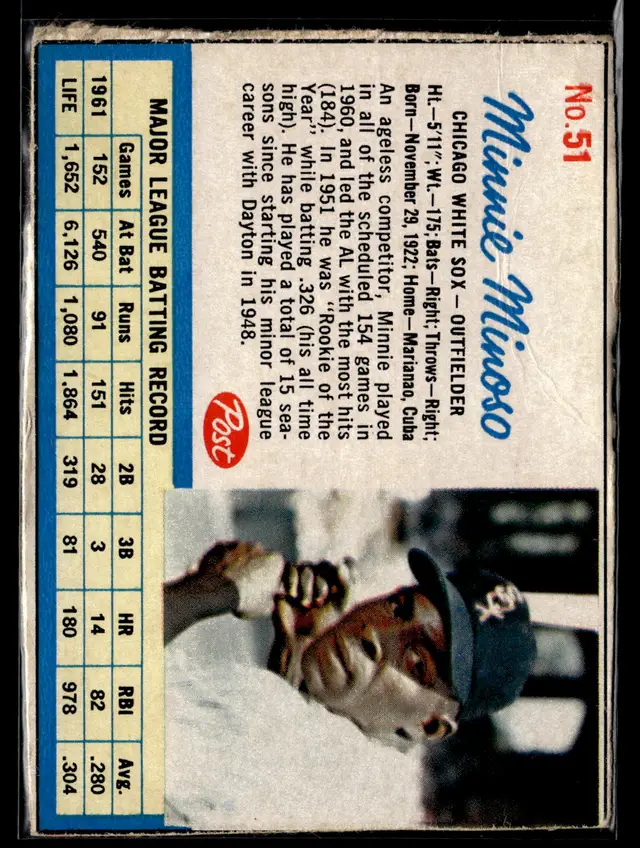 No. 51
Minnie Minoso
CHICAGO WHITE SOX — OUTFIELDER
Ht.—5'11"; Wt.—175; Bats—Right; Throws—Right;
Born—November 29, 1922; Home—Marianao, Cuba
An ageless competitor, Minnie played
in all of the scheduled 154 games in
1960, and led the AL with the most hits
(184). In 1951 he was "Rookie of the
Year" while batting .326 (his all time
high). He has played a total of 15 sea-
sons since starting his minor league
career with Dayton in 1948.
Post
SOX
MAJOR LEAGUE BATTING RECORD
Games At Bat Runs Hits 2B 3B HR RBI Avg.
1961 152 540 91 151 28 3 14 82 .280
LIFE 1,652 6,126 1,080 1,864 319 81 180 978 .304